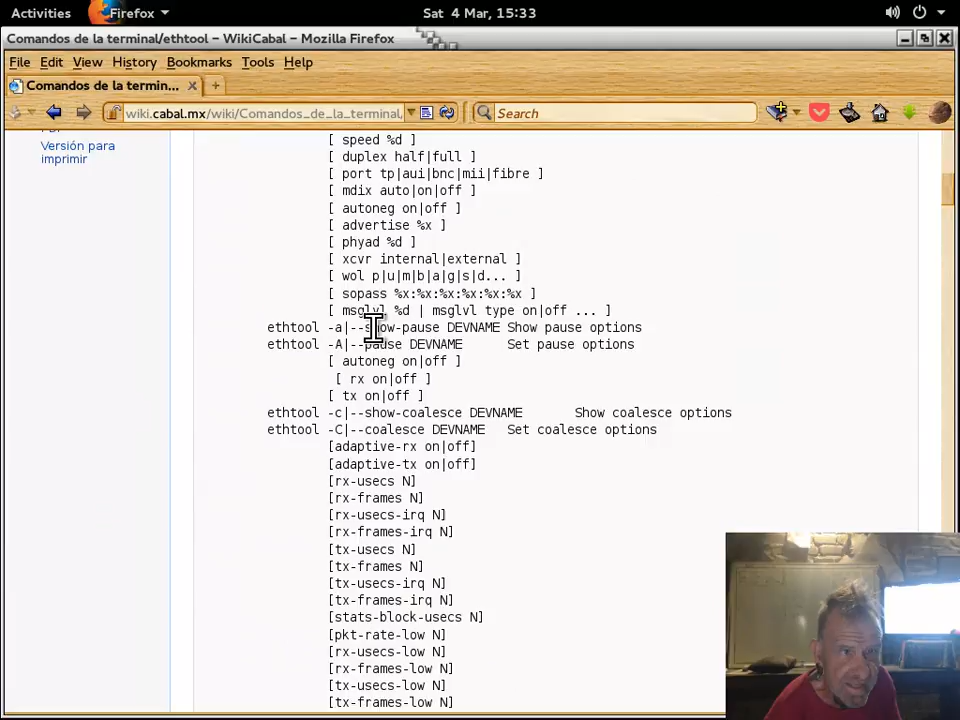 Activities
Firefox
Sat 4 Mar, 15:33
Comandos de la terminal/ethtool – WikiCabal – Mozilla Firefox
File Edit View History Bookmarks Tools Help
Comandos de la termin...
wiki.cabal.mx/wiki/Comandos_de_la_terminal,
Search
Versión para
imprimir
[ speed %d ]
[ duplex half|full ]
[ port tp|aui|bnc|mii|fibre ]
[ mdix auto|on|off ]
[ autoneg on|off ]
[ advertise %x ]
[ phyad %d ]
[ xcvr internal|external ]
[ wol p|u|m|b|a|g|s|d... ]
[ sopass %x:%x:%x:%x:%x:%x ]
[ msglvl %d | msglvl type on|off ... ]
ethtool -a|--show-pause DEVNAME Show pause options
ethtool -A|--pause DEVNAME Set pause options
[ autoneg on|off ]
[ rx on|off ]
[ tx on|off ]
ethtool -c|--show-coalesce DEVNAME Show coalesce options
ethtool -C|--coalesce DEVNAME Set coalesce options
[adaptive-rx on|off]
[adaptive-tx on|off]
[rx-usecs N]
[rx-frames N]
[rx-usecs-irq N]
[rx-frames-irq N]
[tx-usecs N]
[tx-frames N]
[tx-usecs-irq N]
[tx-frames-irq N]
[stats-block-usecs N]
[pkt-rate-low N]
[rx-usecs-low N]
[rx-frames-low N]
[tx-usecs-low N]
[tx-frames-low N]